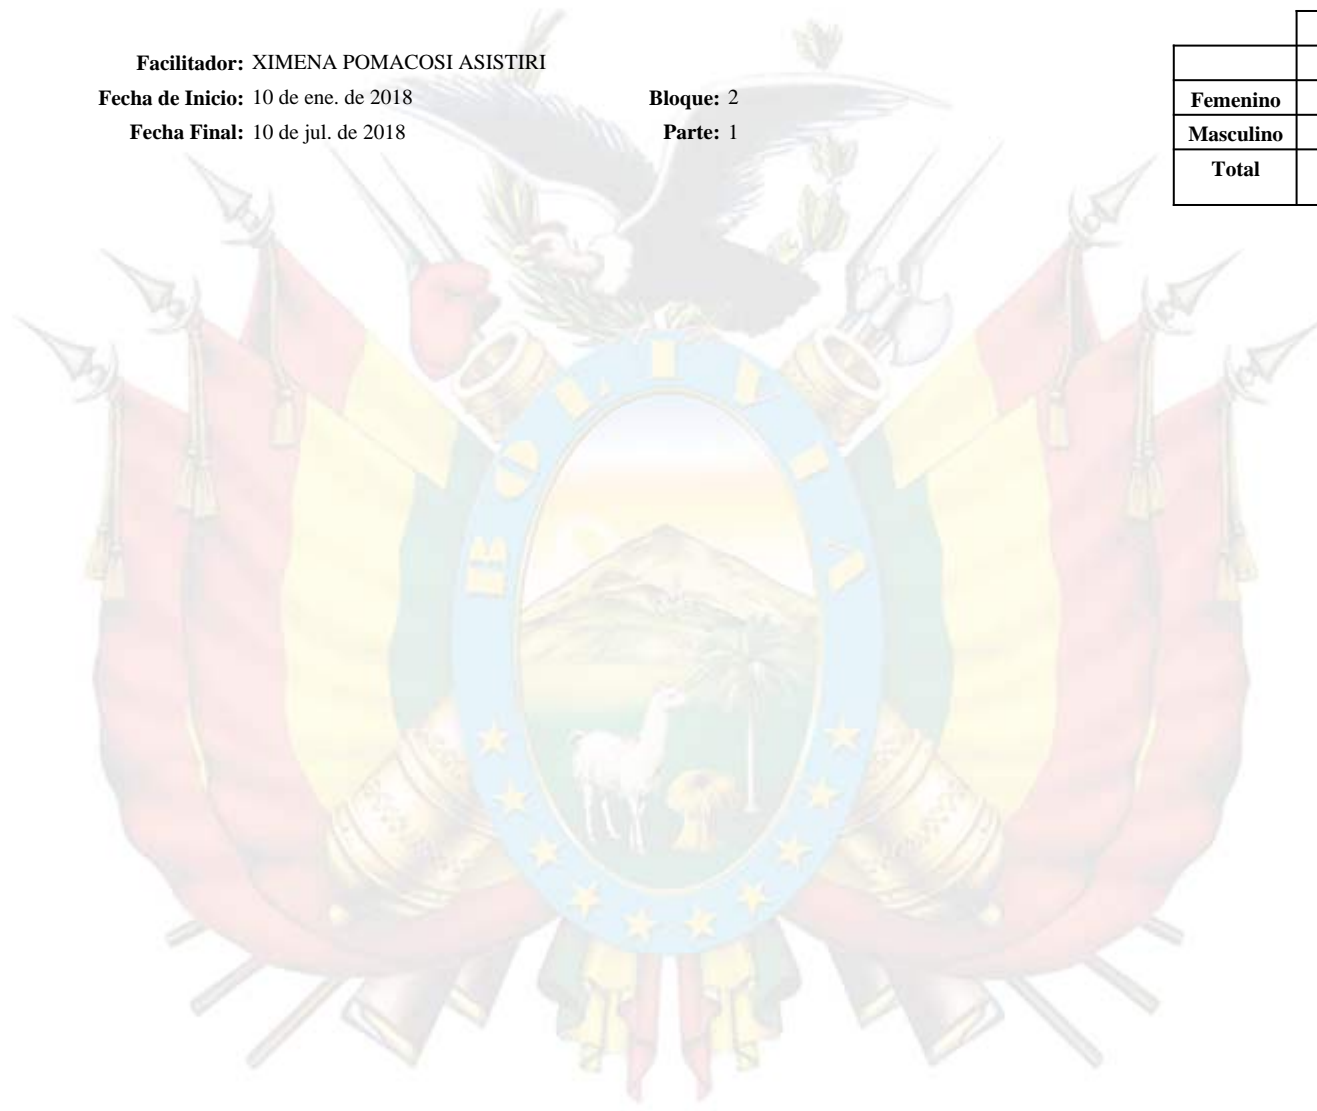 Facilitador: XIMENA POMACOSI ASISTIRI
Fecha de Inicio: 10 de ene. de 2018 Bloque: 2
Fecha Final: 10 de jul. de 2018 Parte: 1
Femenino
Masculino
Total
BOLIVIA